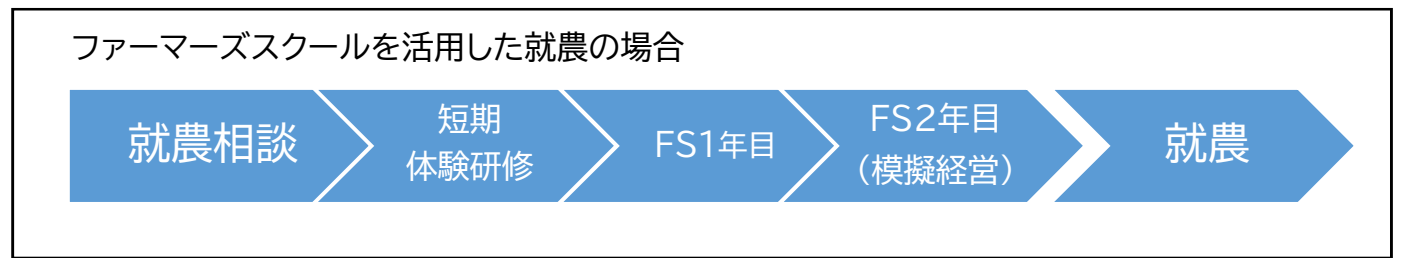 ファーマーズスクールを活用した就農の場合
就農相談
短期
体験研修
FS1年目
FS2年目
(模擬経営)
就農